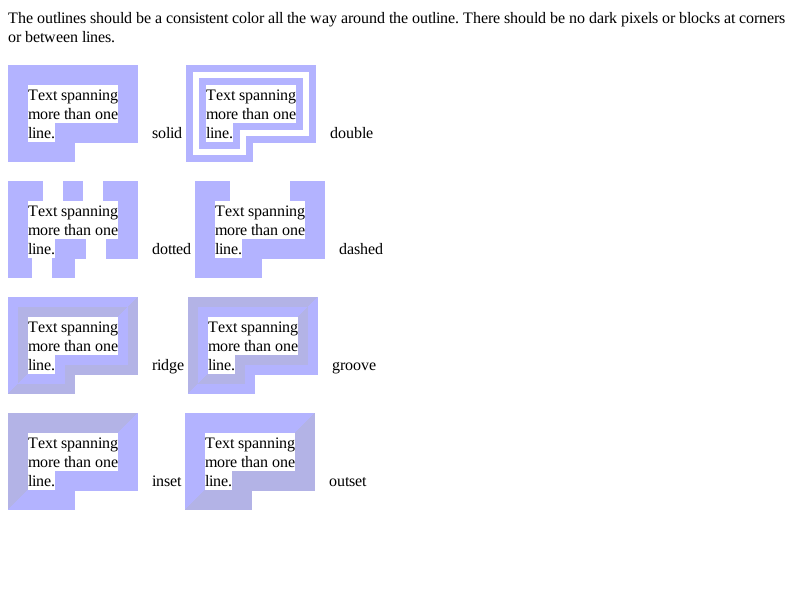 The outlines should be a consistent color all the way around the outline. There should be no dark pixels or blocks at corners
or between lines.
Text spanning
more than one
line.
solid
Text spanning
more than one
line.
double
Text spanning
more than one
line.
dotted
Text spanning
more than one
line.
dashed
Text spanning
more than one
line.
ridge
Text spanning
more than one
line.
groove
Text spanning
more than one
line.
inset
Text spanning
more than one
line.
outset